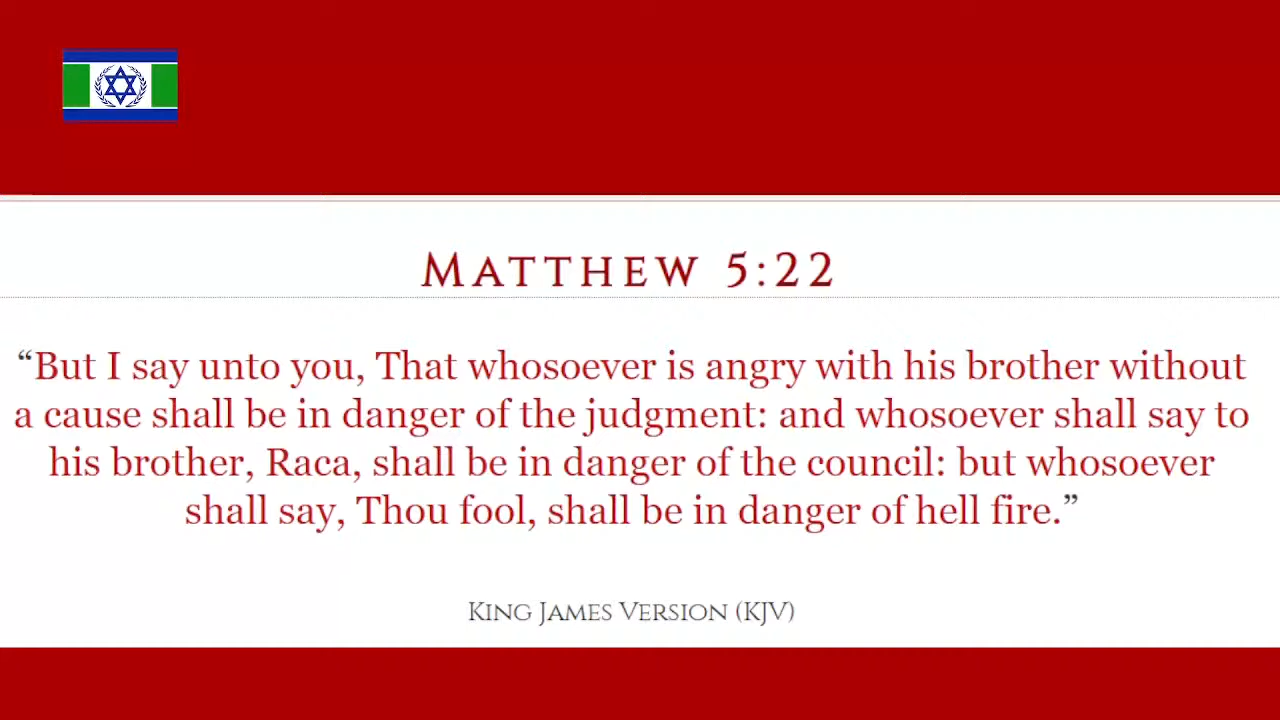 Matthew 5:22
“But I say unto you, That whosoever is angry with his brother without
a cause shall be in danger of the judgment: and whosoever shall say to
his brother, Raca, shall be in danger of the council: but whosoever
shall say, Thou fool, shall be in danger of hell fire.”
King James Version (KJV)